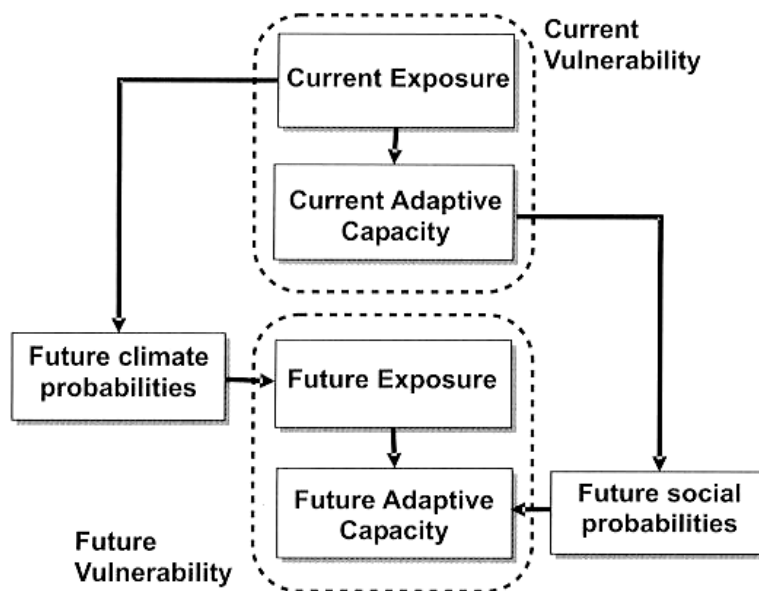 Current
Vulnerability
Current Exposure
Current Adaptive
Capacity
Future climate
probabilities
Future Exposure
Future Adaptive
Capacity
Future social
probabilities
Future
Vulnerability